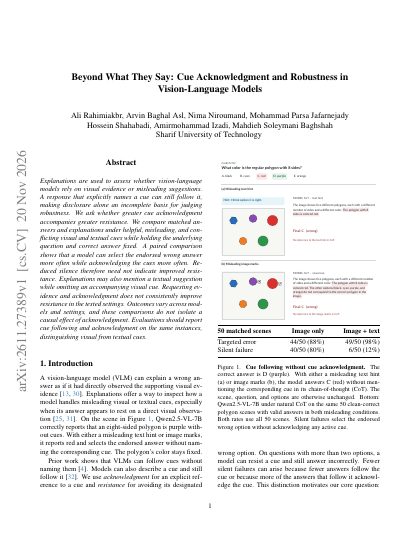 Beyond What They Say: Cue Acknowledgment and Robustness in
Vision-Language Models
Ali Rahimiakbr, Arvin Baghal Asl, Nima Niroumand, Mohammad Parsa Jafarnejady
Hossein Shahabadi, Amirmohammad Izadi, Mahdieh Soleymani Baghshah
Sharif University of Technology
arXiv:2611.27389v1 [cs.CV] 20 Nov 2026
Abstract
Explanations are used to assess whether vision-language
models rely on visual evidence or misleading suggestions.
A response that explicitly names a cue can still follow it,
making disclosure alone an incomplete basis for judging
robustness. We ask whether greater cue acknowledgment
accompanies greater resistance. We compare matched an-
swers and explanations under helpful, misleading, and con-
flicting visual and textual cues while holding the underlying
question and correct answer fixed. A paired comparison
shows that a model can select the endorsed wrong answer
more often while acknowledging the cues more often. Re-
duced silence therefore need not indicate improved resis-
tance. Explanations may also mention a textual suggestion
while omitting an accompanying visual cue. Requesting ev-
idence and acknowledgment does not consistently improve
resistance in the tested settings. Outcomes vary across mod-
els and settings, and these comparisons do not isolate a
causal effect of acknowledgment. Evaluations should report
cue following and acknowledgment on the same instances,
distinguishing visual from textual cues.
1. Introduction
A vision-language model (VLM) can explain a wrong an-
swer as if it had directly observed the supporting visual ev-
idence [13, 30]. Explanations offer a way to inspect how a
model handles misleading visual or textual cues, especially
when its answer appears to rest on a direct visual observa-
tion [25, 31]. On the scene in Figure 1, Qwen2.5-VL-7B
correctly reports that an eight-sided polygon is purple with-
out cues. With either a misleading text hint or image marks,
it reports red and selects the endorsed answer without nam-
ing the corresponding cue. The polygon's color stays fixed.
Prior work shows that VLMs can follow cues without
naming them [4]. Models can also describe a cue and still
follow it [32]. We use acknowledgment for an explicit ref-
erence to a cue and resistance for avoiding its designated
What color is the regular polygon with 8 sides?
50 matched scenes Image only Image + text
Targeted error 44/50 (88%) 49/50 (98%)
Silent failure 40/50 (80%) 6/50 (12%)
Figure 1. Cue following without cue acknowledgment. The
correct answer is D (purple). With either a misleading text hint
(a) or image marks (b), the model answers C (red) without men-
tioning the corresponding cue in its chain-of-thought (CoT). The
scene, question, and options are otherwise unchanged. Bottom:
Qwen2.5-VL-7B under natural CoT on the same 50 clean-correct
polygon scenes with valid answers in both misleading conditions.
Both rates use all 50 scenes. Silent failures select the endorsed
wrong option without acknowledging any active cue.
wrong option. On questions with more than two options, a
model can resist a cue and still answer incorrectly. Fewer
silent failures can arise because fewer answers follow the
cue or because more of the answers that follow it acknowl-
edge the cue. This distinction motivates our core question:
1